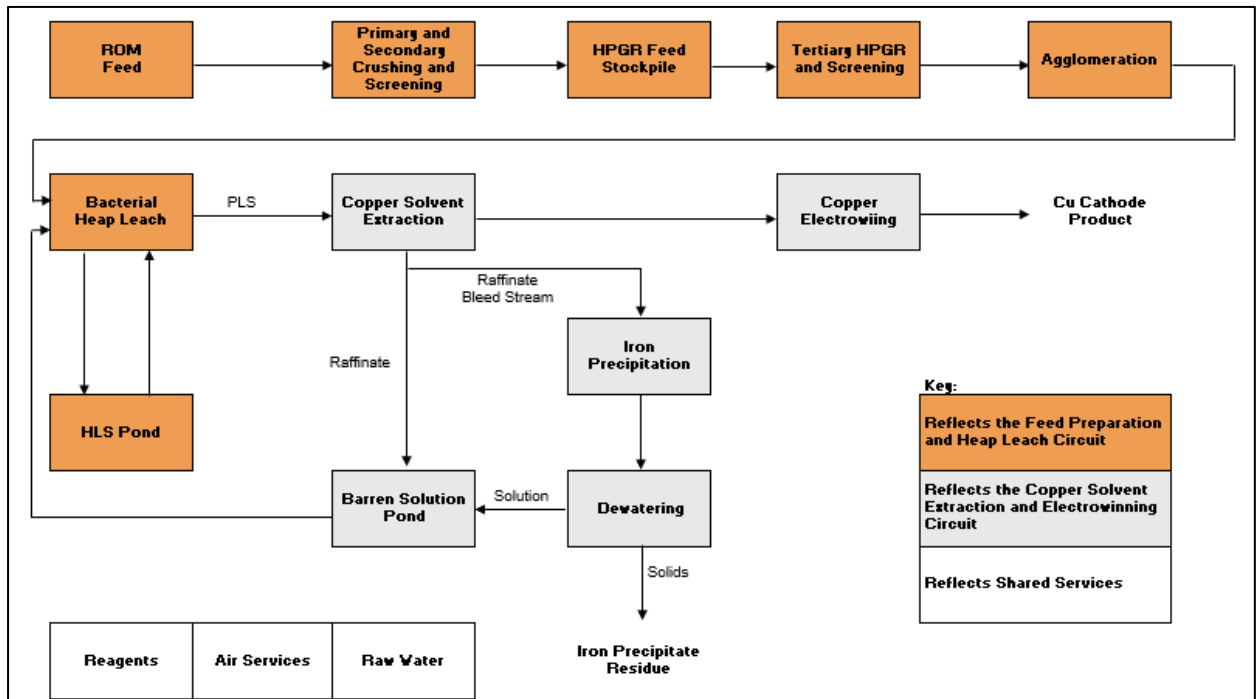 ROM
Feed
Primary and
Secondary
Crushing and
Screening
HPGR Feed
Stockpile
Tertiary HPGR
and Screening
Agglomeration
Bacterial
Heap Leach
PLS
Copper Solvent
Extraction
Copper
Electrowiing
Cu Cathode
Product
Raffinate
Bleed Stream
Raffinate
Iron
Precipitation
HLS Pond
Key:
Reflects the Feed Preparation
and Heap Leach Circuit
Reflects the Copper Solvent
Extraction and Electrowinning
Circuit
Reflects Shared Services
Barren Solution
Pond
Solution
Dewatering
Solids
Iron Precipitate
Residue
Reagents
Air Services
Raw Water